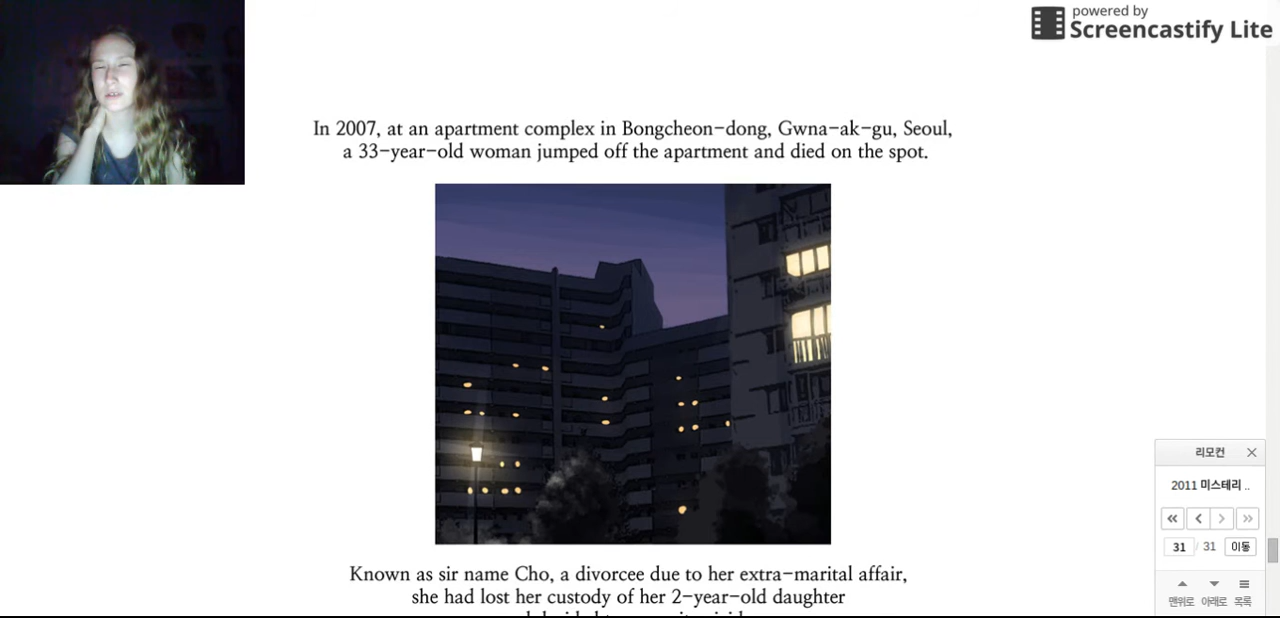 powered by
Screencastify Lite
In 2007, at an apartment complex in Bongcheon-dong, Gwna-ak-gu, Seoul,
a 33-year-old woman jumped off the apartment and died on the spot.
Known as sir name Cho, a divorcee due to her extra-marital affair,
she had lost her custody of her 2-year-old daughter
리모컨
2011 미스테리 ..
31 / 31 이동
맨위로 아래로 목록